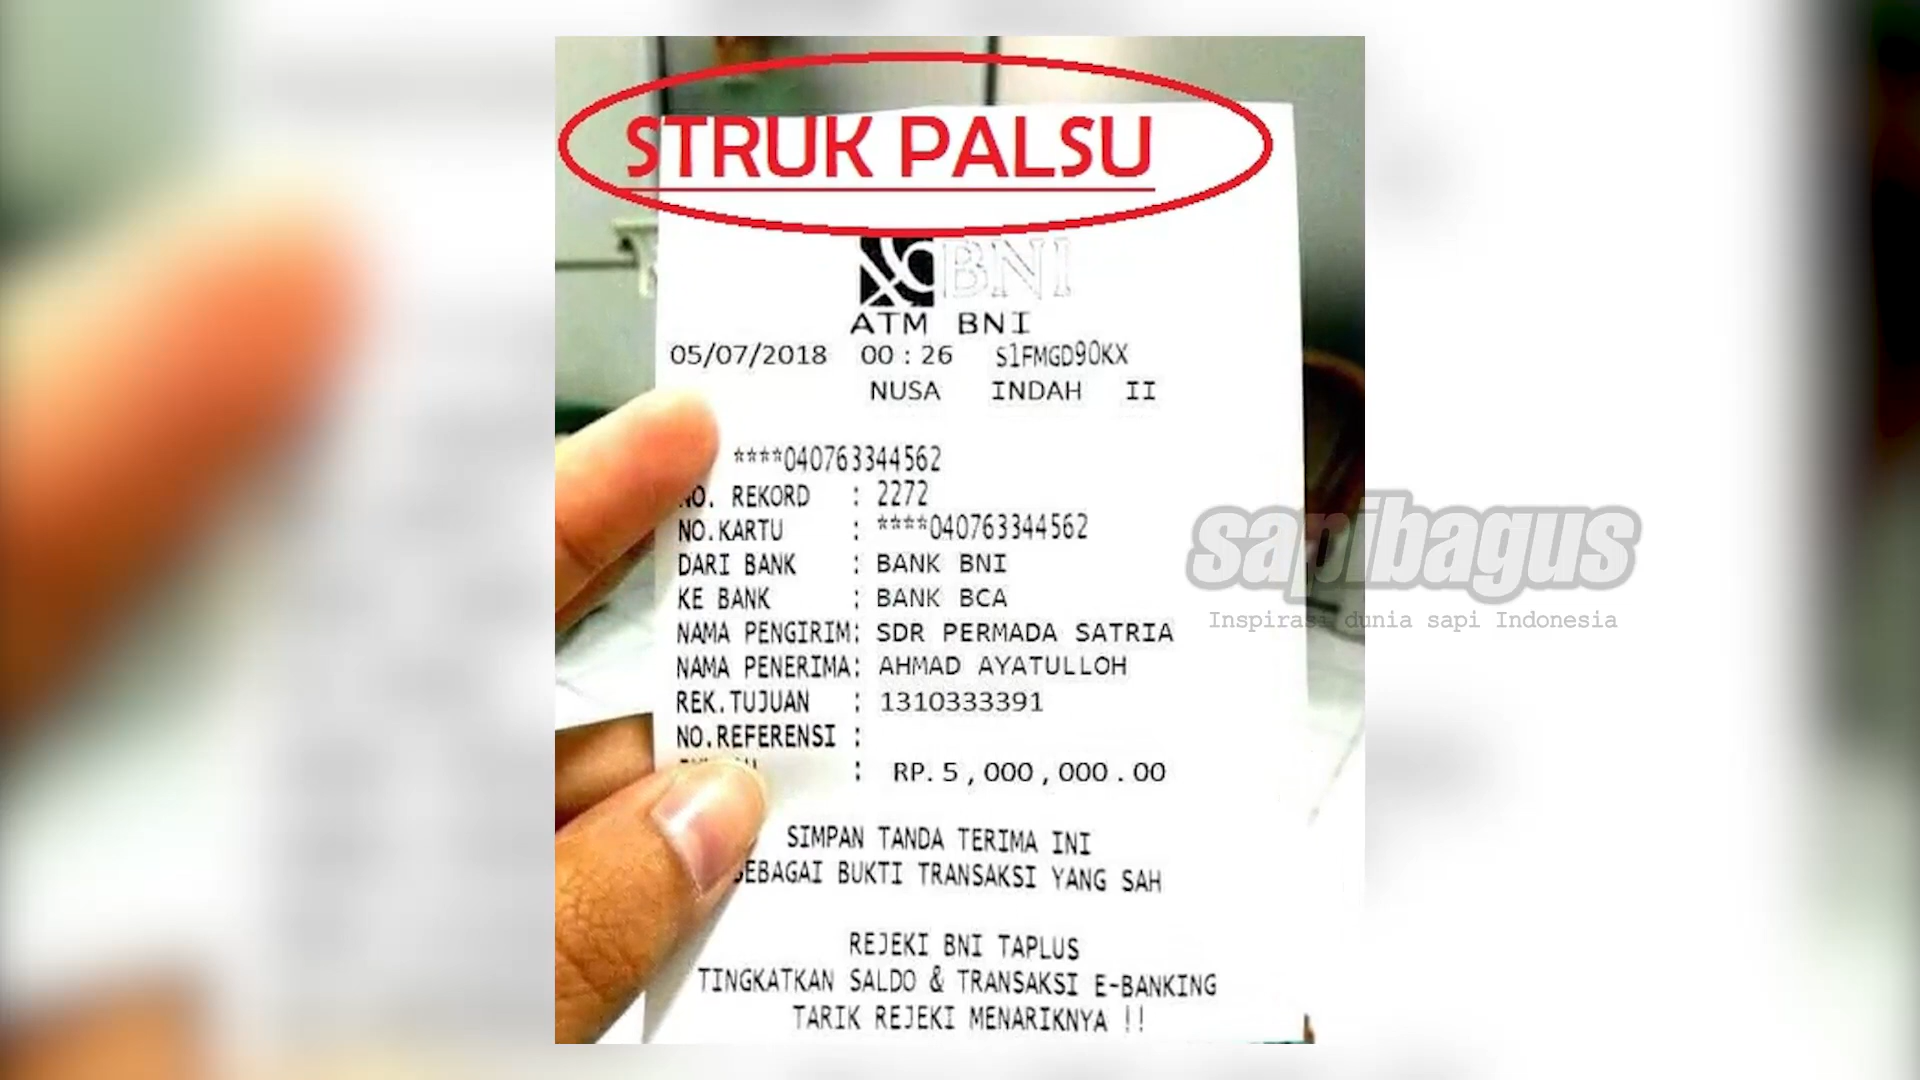 STRUK PALSU
BNI
ATM BNI
05/07/2018 00:26 S1FMGD90KX
NUSA INDAH II
****040763344562
NO. REKORD : 2272
NO.KARTU : ****040763344562
DARI BANK : BANK BNI
KE BANK : BANK BCA
NAMA PENGIRIM: SDR PERMADA SATRIA
NAMA PENERIMA: AHMAD AYATULLOH
REK.TUJUAN : 1310333391
NO.REFERENSI :
: RP.5,000,000.00
SIMPAN TANDA TERIMA INI
SEBAGAI BUKTI TRANSAKSI YANG SAH
REJEKI BNI TAPLUS
TINGKATKAN SALDO & TRANSAKSI E-BANKING
TARIK REJEKI MENARIKNYA !!
sapibagus
Inspirasi dunia sapi Indonesia